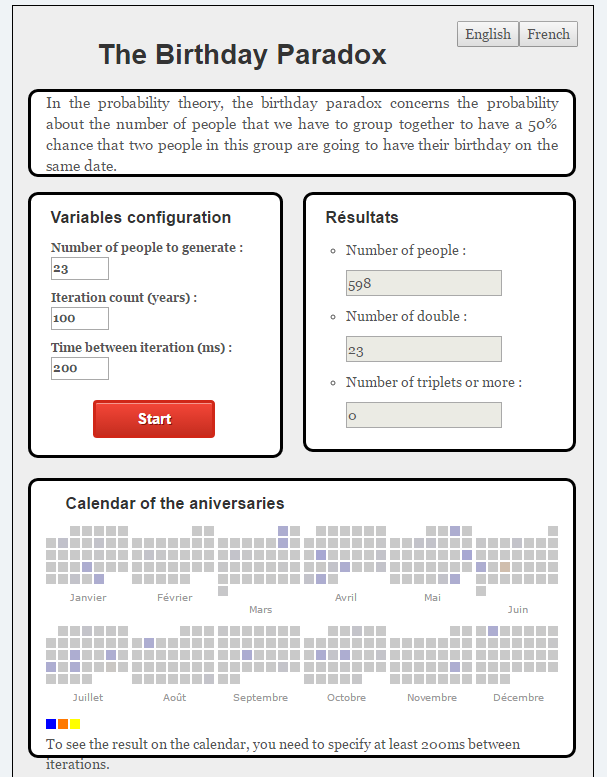 English French
The Birthday Paradox
In the probability theory, the birthday paradox concerns the probability
about the number of people that we have to group together to have a 50%
chance that two people in this group are going to have their birthday on the
same date.
Variables configuration
Number of people to generate :
23
Iteration count (years) :
100
Time between iteration (ms) :
200
Start
Résultats
Number of people :
598
Number of double :
23
Number of triplets or more :
0
Calendar of the aniversaries
Janvier Février Mars Avril Mai Juin
Juillet Août Septembre Octobre Novembre Décembre
To see the result on the calendar, you need to specify at least 200ms between
iterations.